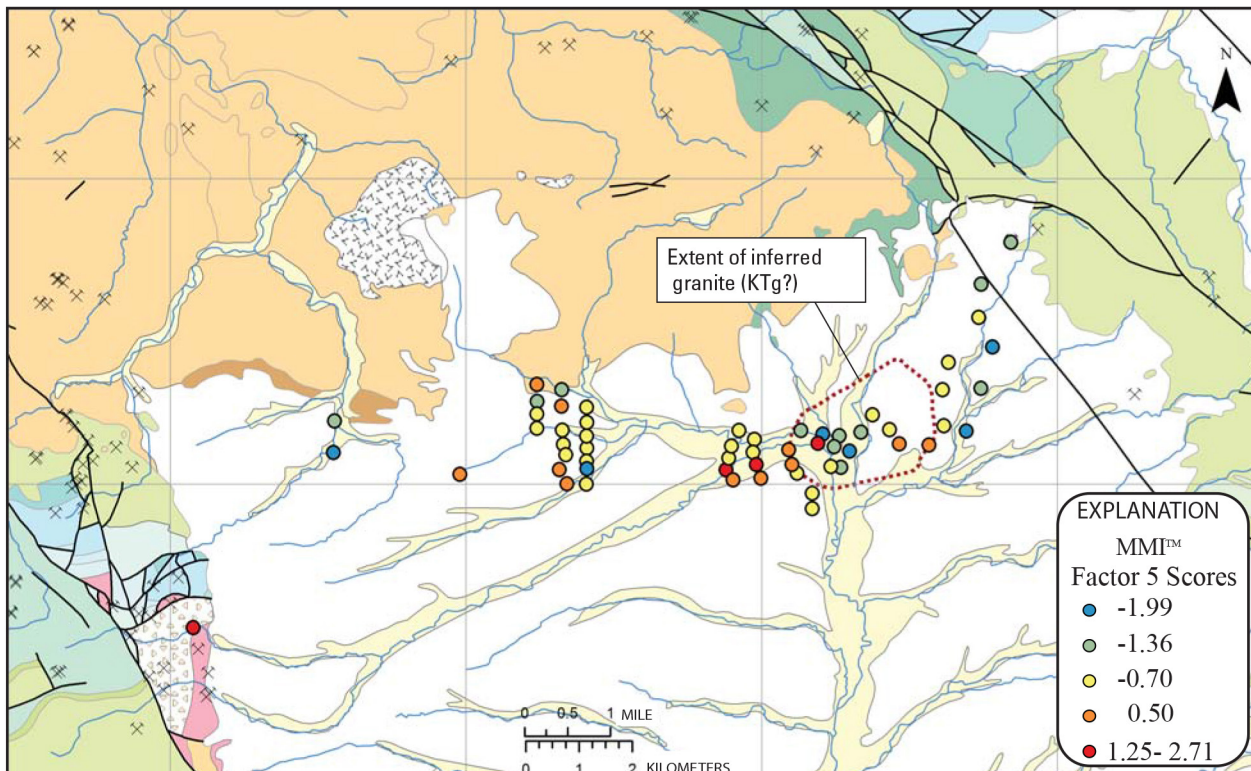 N
Extent of inferred
granite (KTg?)
EXPLANATION
MMI™
Factor 5 Scores
-1.99
-1.36
-0.70
0.50
1.25- 2.71
0 0.5 1 MILE
0 1 2 KILOMETERS